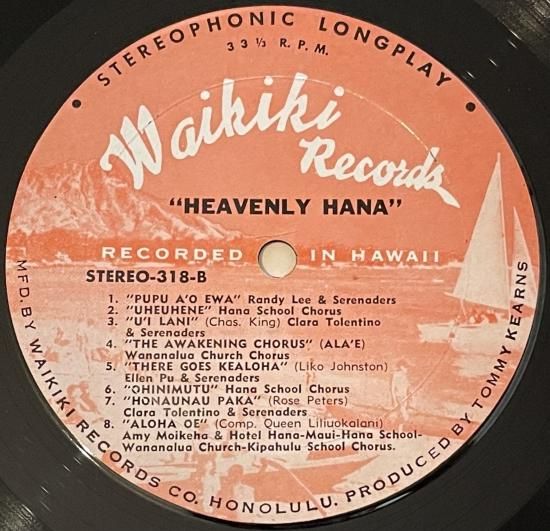 STEREOPHONIC LONGPLAY
33⅓ R.P.M.
Waikiki
Records
"HEAVENLY HANA"
RECORDED IN HAWAII
STEREO-318-B
1. "PUPU A'O EWA" Randy Lee & Serenaders
2. "UHEUHENE" Hana School Chorus
3. "U'I LANI" (Chas. King) Clara Tolentino
& Serenaders
4. "THE AWAKENING CHORUS" (ALA'E)
Wananalua Church Chorus
5. "THERE GOES KEALOHA" (Liko Johnston)
Ellen Pu & Serenaders
6. "OHINIMUTU" Hana School Chorus
7. "HONAUNAU PAKA" (Rose Peters)
Clara Tolentino & Serenaders
8. "ALOHA OE" (Comp. Queen Liliuokalani)
Amy Moikeha & Hotel Hana-Maui-Hana School-
Wananalua Church-Kipahulu School Chorus.
MFD. BY WAIKIKI RECORDS CO. HONOLULU. PRODUCED BY TOMMY KEARNS